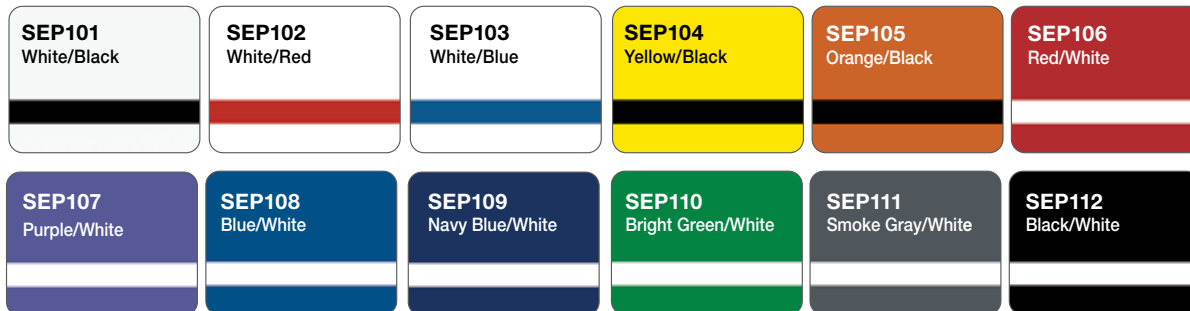 SEP101
White/Black
SEP102
White/Red
SEP103
White/Blue
SEP104
Yellow/Black
SEP105
Orange/Black
SEP106
Red/White
SEP107
Purple/White
SEP108
Blue/White
SEP109
Navy Blue/White
SEP110
Bright Green/White
SEP111
Smoke Gray/White
SEP112
Black/White